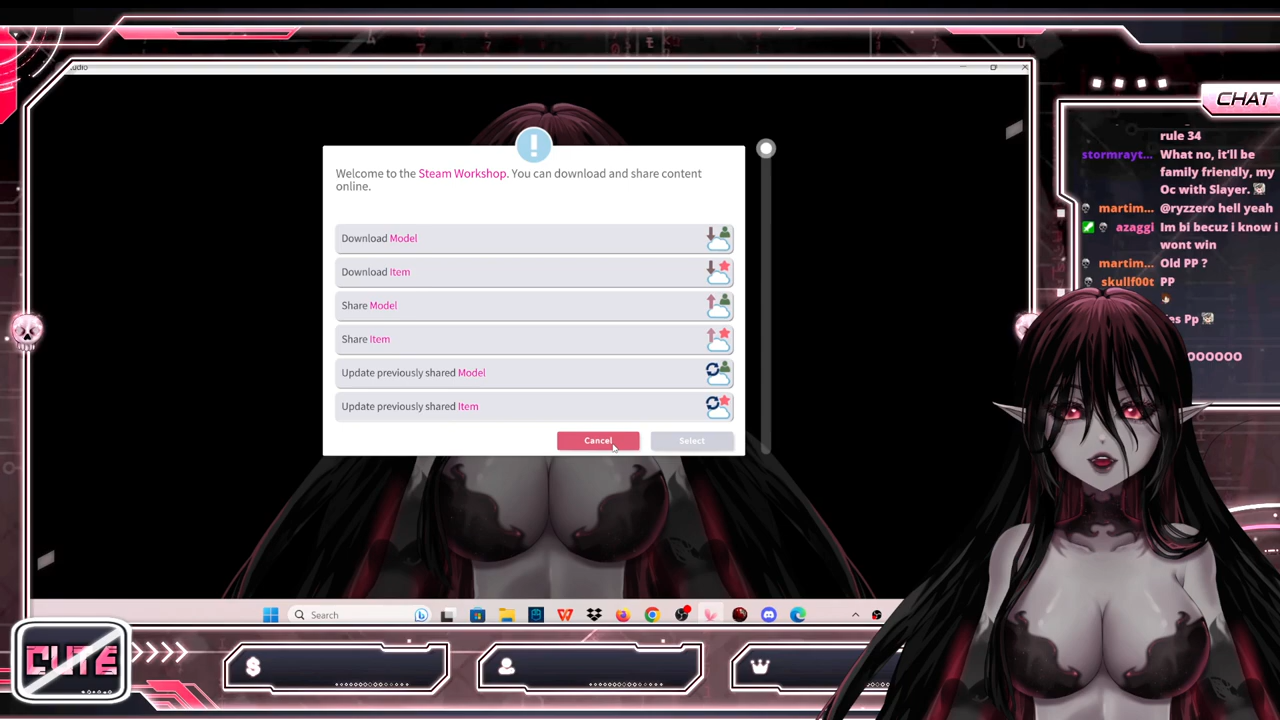 udio
Welcome to the Steam Workshop. You can download and share content
online.
Download Model
Download Item
Share Model
Share Item
Update previously shared Model
Update previously shared Item
Cancel
Select
Search
CUTE
CHAT
rule 34
stormrayt... What no, it'll be
family friendly, my
Oc with Slayer.
martim... @ryzzero hell yeah
azaggi Im bi becuz i know i
wont win
martim... Old PP ?
skullf00t PP
es Pp
oooooo